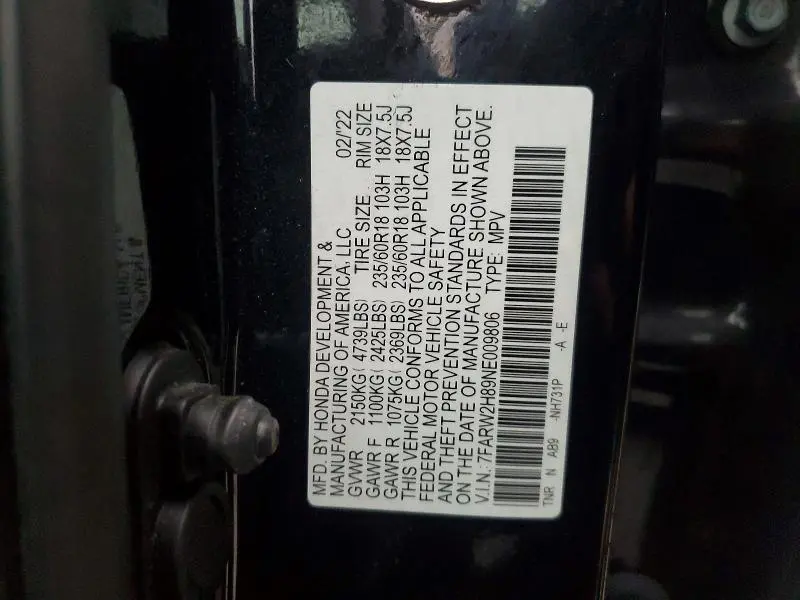 MFD. BY HONDA DEVELOPMENT &
MANUFACTURING OF AMERICA, LLC 02/'22
GVWR 2150KG( 4739LBS) TIRE SIZE RIM SIZE
GAWR F 1100KG( 2425LBS) 235/60R18 103H 18X7.5J
GAWR R 1075KG( 2369LBS) 235/60R18 103H 18X7.5J
THIS VEHICLE CONFORMS TO ALL APPLICABLE
FEDERAL MOTOR VEHICLE SAFETY
AND THEFT PREVENTION STANDARDS IN EFFECT
ON THE DATE OF MANUFACTURE SHOWN ABOVE.
V.I.N.: 7FARW2H89NE009806 TYPE: MPV
TNR N AB9 -NH731P -A -E